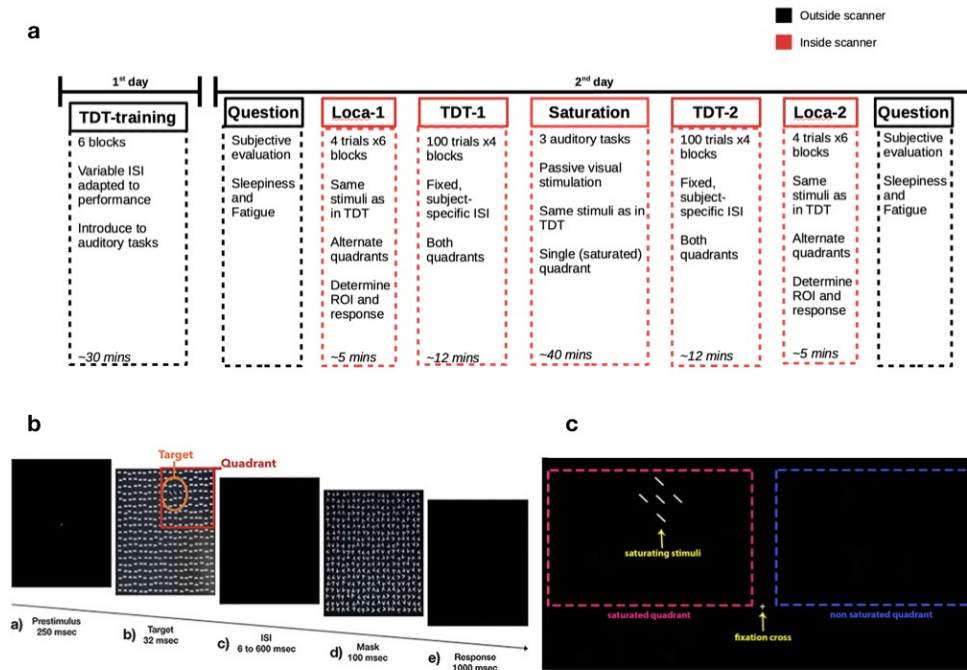 a
Outside scanner
Inside scanner
1st day
2nd day
TDT-training
6 blocks
Variable ISI
adapted to
performance
Introduce to
auditory tasks
~30 mins
Question
Subjective
evaluation
Sleepiness
and
Fatigue
Loca-1
4 trials x6
blocks
Same
stimuli as
in TDT
Alternate
quadrants
Determine
ROI and
response
~5 mins
TDT-1
100 trials x4
blocks
Fixed,
subject-
specific ISI
Both
quadrants
~12 mins
Saturation
3 auditory tasks
Passive visual
stimulation
Same stimuli as in
TDT
Single (saturated)
quadrant
~40 mins
TDT-2
100 trials x4
blocks
Fixed,
subject-
specific ISI
Both
quadrants
~12 mins
Loca-2
4 trials x6
blocks
Same
stimuli as
in TDT
Alternate
quadrants
Determine
ROI and
response
~5 mins
Question
Subjective
evaluation
Sleepiness
and
Fatigue
b
Target
Quadrant
a) Prestimulus
250 msec
b) Target
32 msec
c) ISI
6 to 600 msec
d) Mask
100 msec
e) Response
1000 msec
c
saturating stimuli
saturated quadrant
non saturated quadrant
fixation cross